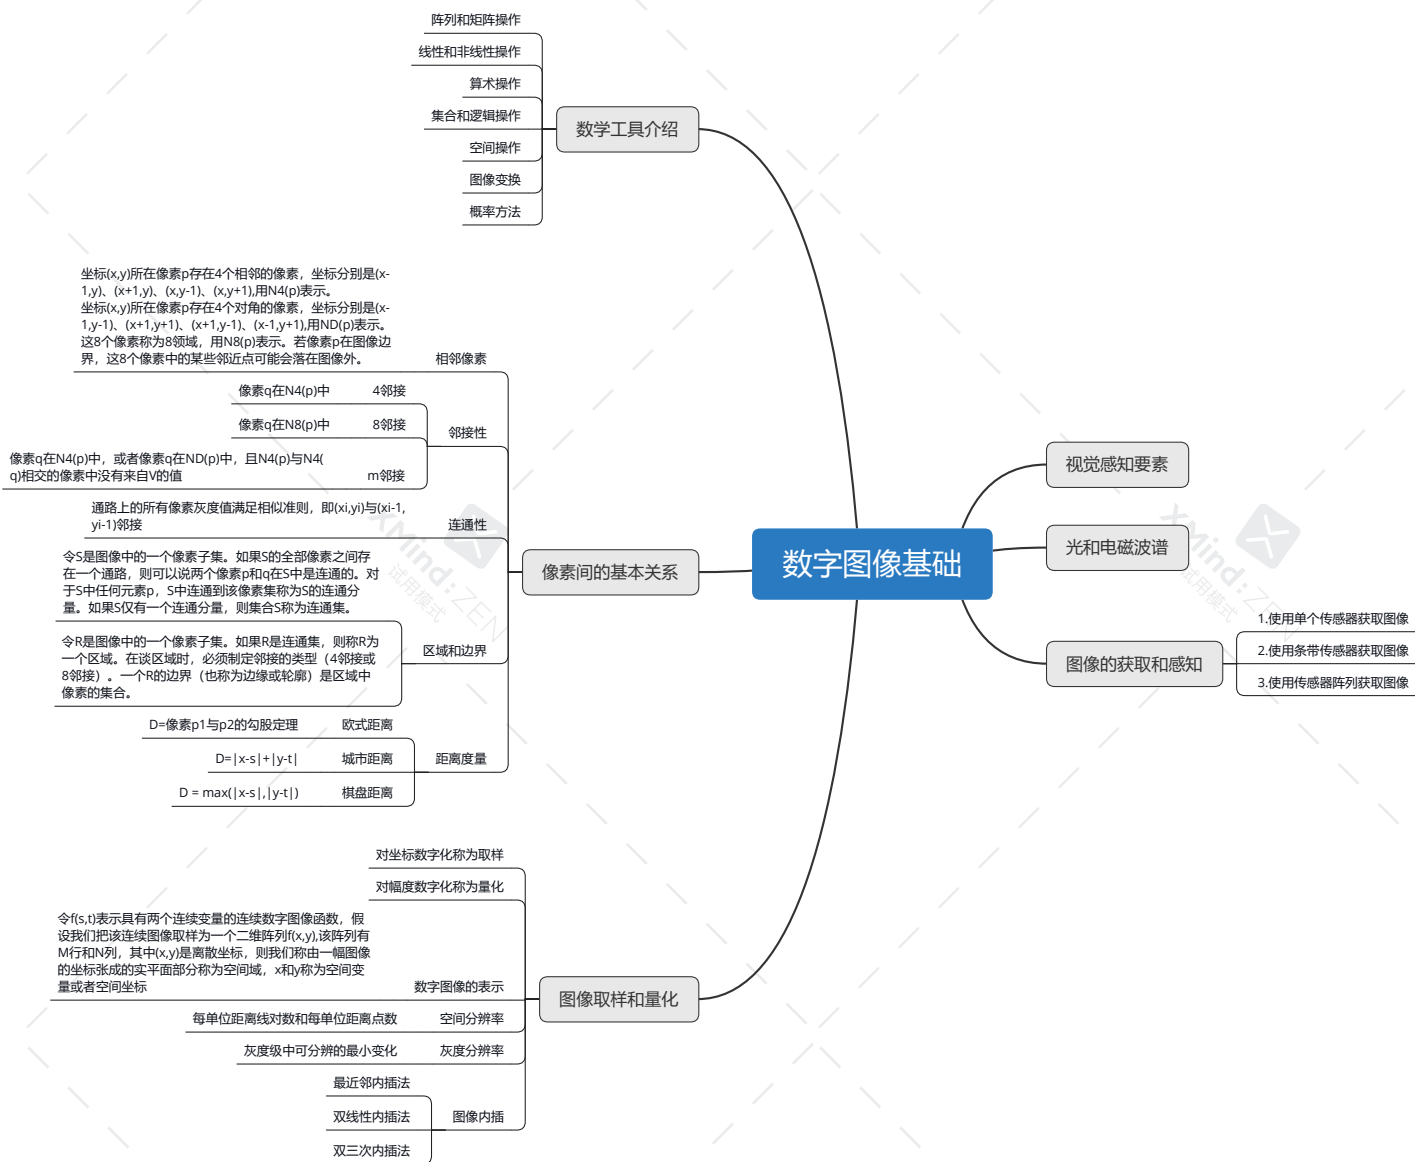 数字图像基础
视觉感知要素
光和电磁波谱
图像的获取和感知
1.使用单个传感器获取图像
2.使用条带传感器获取图像
3.使用传感器阵列获取图像
数学工具介绍
阵列和矩阵操作
线性和非线性操作
算术操作
集合和逻辑操作
空间操作
图像变换
概率方法
像素间的基本关系
相邻像素
坐标(x,y)所在像素p存在4个相邻的像素，坐标分别是(x-
1,y)、(x+1,y)、(x,y-1)、(x,y+1),用N4(p)表示。
坐标(x,y)所在像素p存在4个对角的像素，坐标分别是(x-
1,y-1)、(x+1,y+1)、(x+1,y-1)、(x-1,y+1),用ND(p)表示。
这8个像素称为8领域，用N8(p)表示。若像素p在图像边
界，这8个像素中的某些邻近点可能会落在图像外。
邻接性
4邻接
像素q在N4(p)中
8邻接
像素q在N8(p)中
m邻接
像素q在N4(p)中，或者像素q在ND(p)中，且N4(p)与N4(
q)相交的像素中没有来自V的值
连通性
通路上的所有像素灰度值满足相似准则，即(xi,yi)与(xi-1,
yi-1)邻接
区域和边界
令S是图像中的一个像素子集。如果S的全部像素之间存
在一个通路，则可以说两个像素p和q在S中是连通的。对
于S中任何元素p，S中连通到该像素集称为S的连通分
量。如果S仅有一个连通分量，则集合S称为连通集。
令R是图像中的一个像素子集。如果R是连通集，则称R为
一个区域。在谈区域时，必须制定邻接的类型（4邻接或
8邻接）。一个R的边界（也称为边缘或轮廓）是区域中
像素的集合。
距离度量
欧式距离
D=像素p1与p2的勾股定理
城市距离
D=|x-s|+|y-t|
棋盘距离
D = max(|x-s|,|y-t|)
图像取样和量化
对坐标数字化称为取样
对幅度数字化称为量化
数字图像的表示
令f(s,t)表示具有两个连续变量的连续数字图像函数，假
设我们把该连续图像取样为一个二维阵列f(x,y),该阵列有
M行和N列，其中(x,y)是离散坐标，则我们称由一幅图像
的坐标张成的实平面部分称为空间域，x和y称为空间变
量或者空间坐标
空间分辨率
每单位距离线对数和每单位距离点数
灰度分辨率
灰度级中可分辨的最小变化
图像内插
最近邻内插法
双线性内插法
双三次内插法
XMind:ZEN
试用模式
XMind:ZEN
试用模式